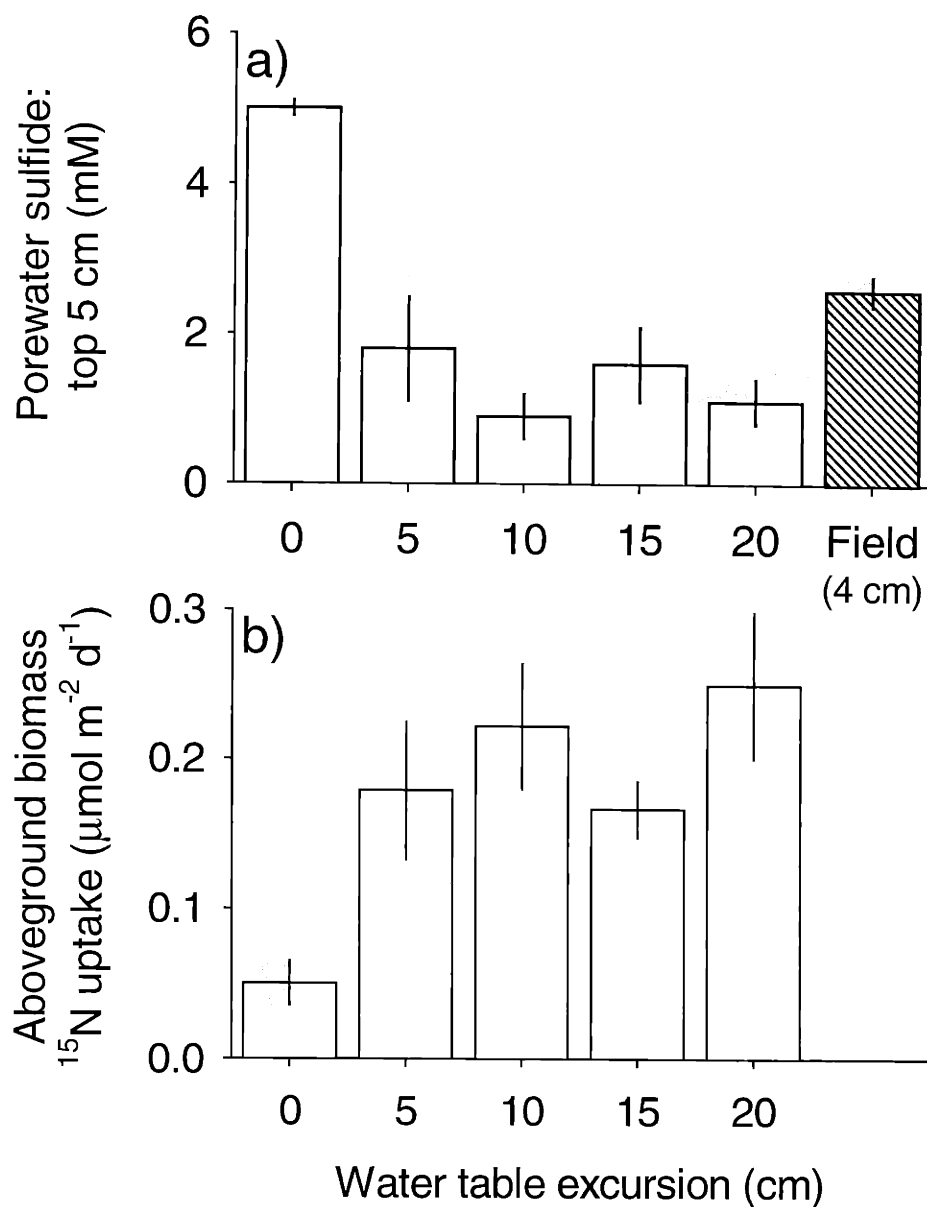 Porewater sulfide:
top 5 cm (mM)
a)
6
4
2
0
0 5 10 15 20 Field
(4 cm)
Aboveground biomass
¹⁵N uptake (μmol m⁻² d⁻¹)
b)
0.3
0.2
0.1
0.0
0 5 10 15 20
Water table excursion (cm)